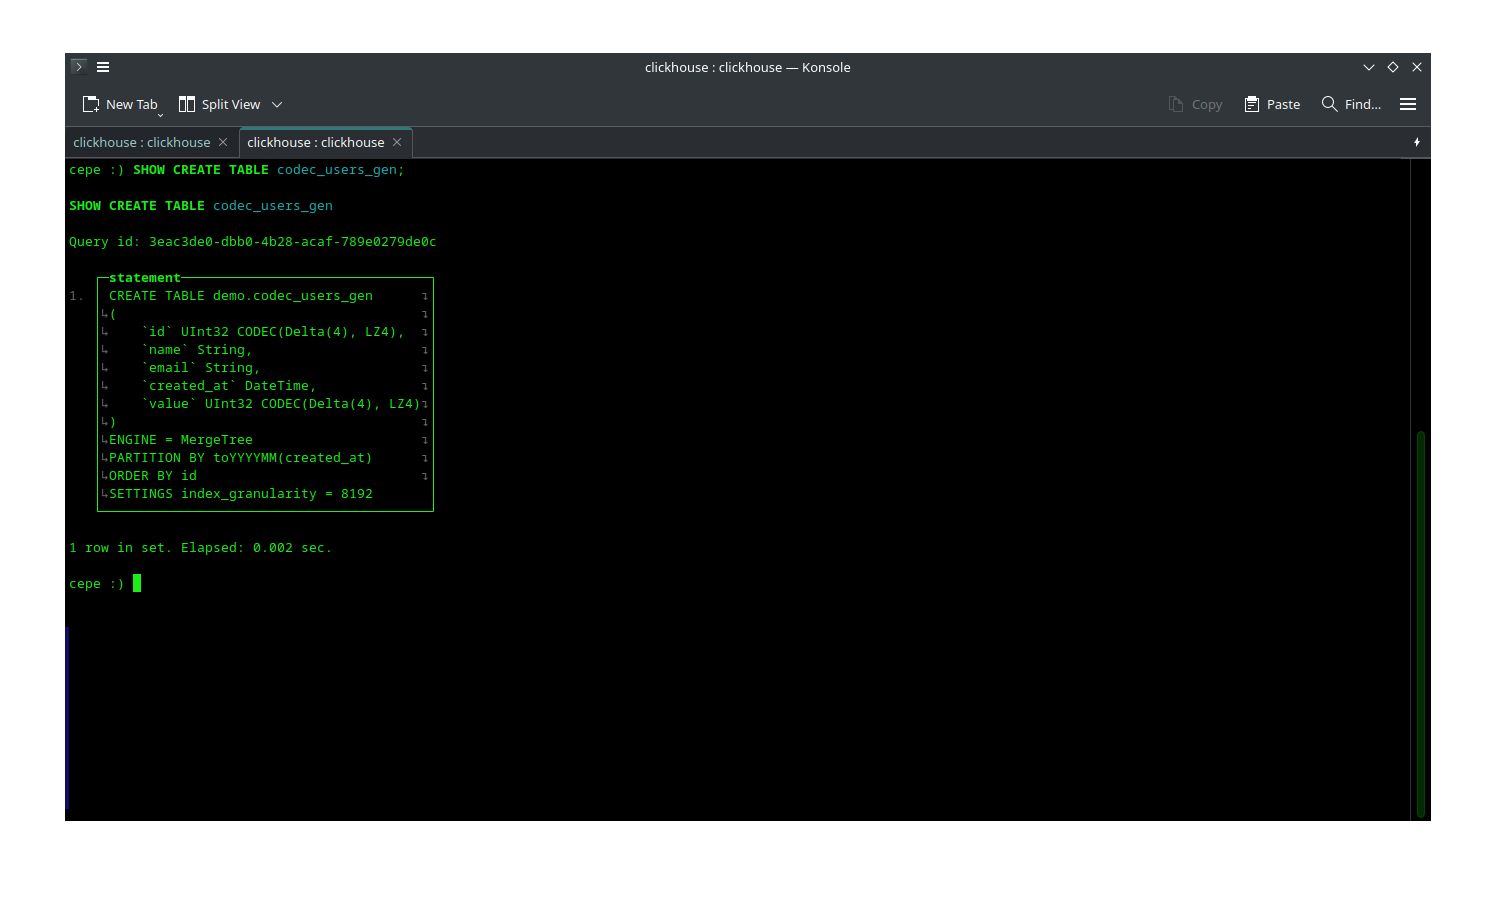 clickhouse : clickhouse — Konsole
New Tab Split View Copy Paste Find...
clickhouse : clickhouse clickhouse : clickhouse
cepe :) SHOW CREATE TABLE codec_users_gen;
SHOW CREATE TABLE codec_users_gen
Query id: 3eac3de0-dbb0-4b28-acaf-789e0279de0c
statement
1. CREATE TABLE demo.codec_users_gen ↴
↳( ↴
↳    `id` UInt32 CODEC(Delta(4), LZ4), ↴
↳    `name` String, ↴
↳    `email` String, ↴
↳    `created_at` DateTime, ↴
↳    `value` UInt32 CODEC(Delta(4), LZ4)↴
↳) ↴
↳ENGINE = MergeTree ↴
↳PARTITION BY toYYYYMM(created_at) ↴
↳ORDER BY id ↴
↳SETTINGS index_granularity = 8192
1 row in set. Elapsed: 0.002 sec.
cepe :)